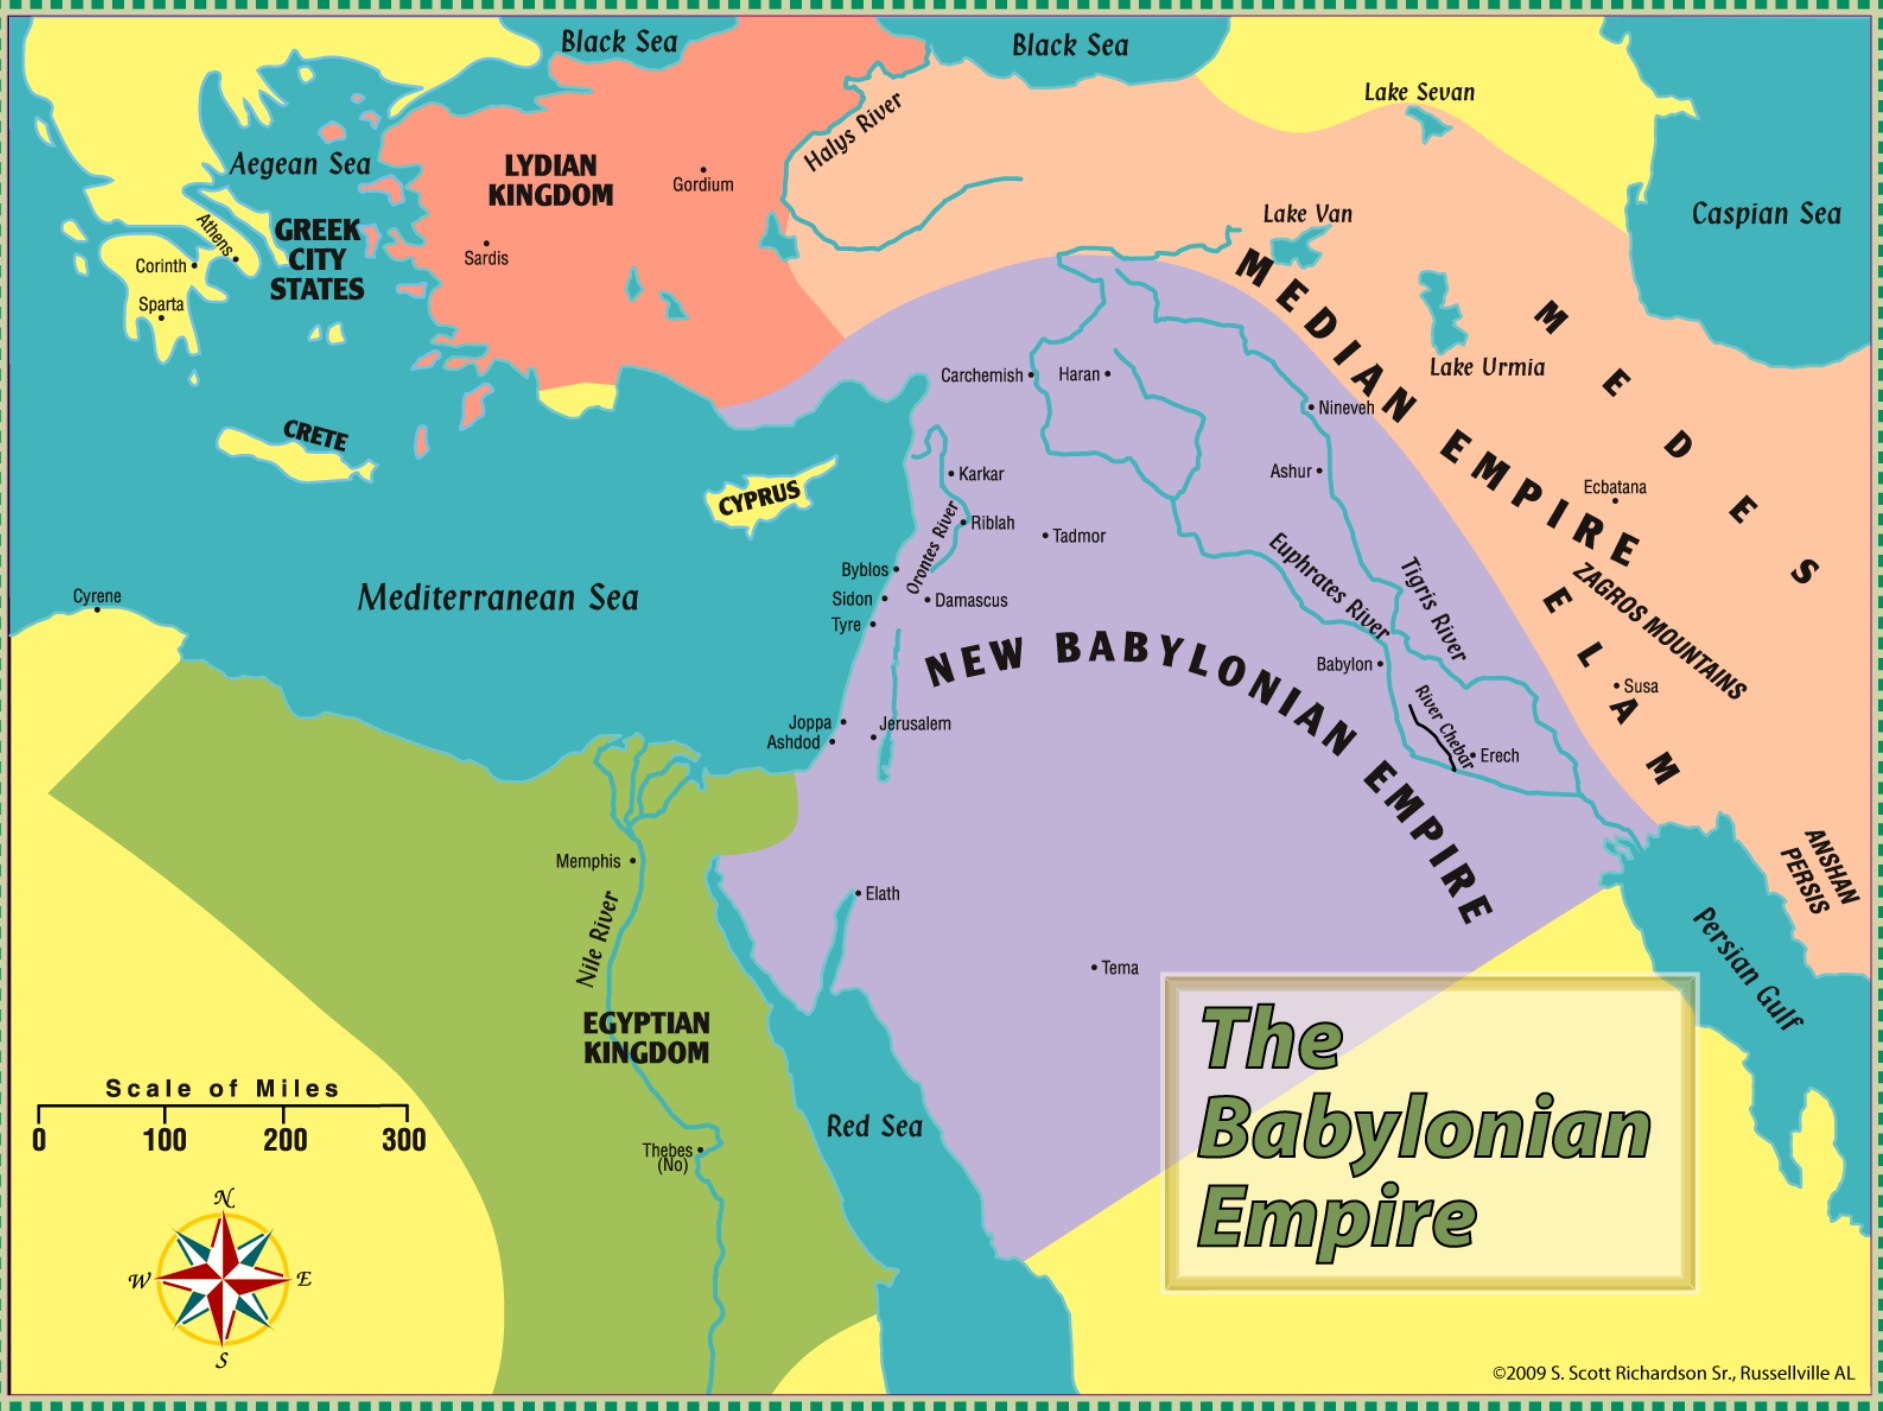 Black Sea
Black Sea
Lake Sevan
Halys River
Aegean Sea
LYDIAN
KINGDOM
Gordium
Sardis
Athens
GREEK
CITY
STATES
Corinth
Sparta
Lake Van
Caspian Sea
MEDIAN EMPIRE
MEDES
Lake Urmia
Carchemish
Haran
Nineveh
CRETE
CYPRUS
Karkar
Ashur
Ecbatana
Riblah
Orontes River
Tadmor
Byblos
Sidon
Damascus
Tyre
Mediterranean Sea
Cyrene
Euphrates River
Tigris River
ZAGROS MOUNTAINS
ELAM
NEW BABYLONIAN EMPIRE
Babylon
Susa
River Chebar
Erech
Joppa
Jerusalem
Ashdod
Memphis
Nile River
Elath
Tema
ANSHAN
PERSIS
Persian Gulf
EGYPTIAN
KINGDOM
Red Sea
Thebes
(No)
Scale of Miles
0 100 200 300
N
W E
S
The
Babylonian
Empire
©2009 S. Scott Richardson Sr., Russellville AL